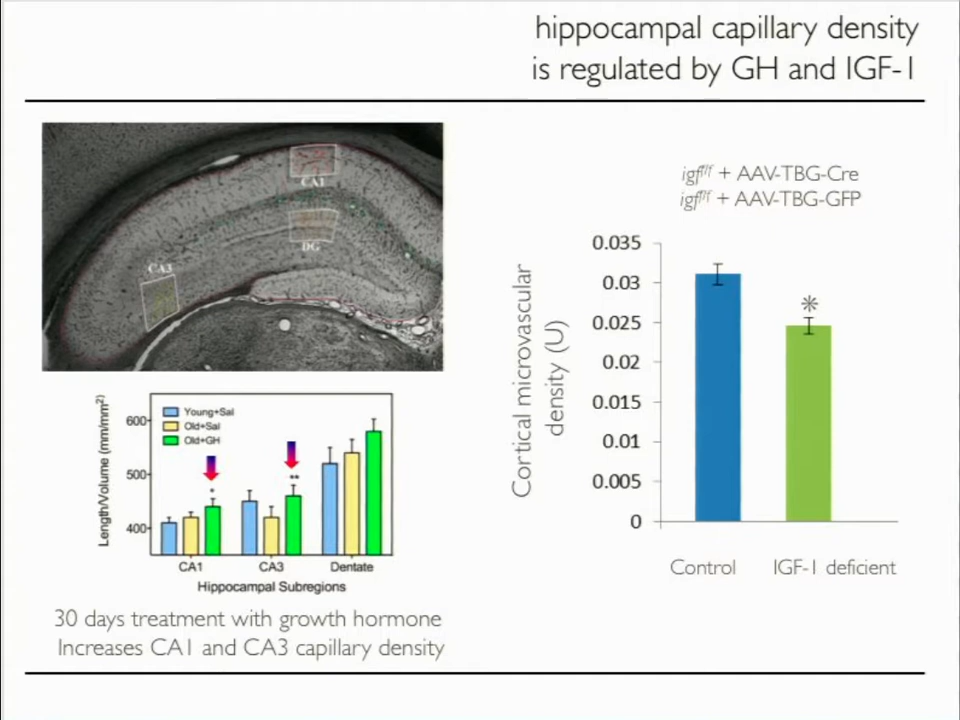 hippocampal capillary density
is regulated by GH and IGF-1
CA1
DG
CA3
igf^f/f + AAV-TBG-Cre
igf^f/f + AAV-TBG-GFP
Cortical microvascular
density (U)
0.035
0.03
0.025
0.02
0.015
0.01
0.005
0
*
Control IGF-1 deficient
Length/Volume (mm/mm²)
600
500
400
Young+Sal
Old+Sal
Old+GH
*
**
CA1 CA3 Dentate
Hippocampal Subregions
30 days treatment with growth hormone
Increases CA1 and CA3 capillary density